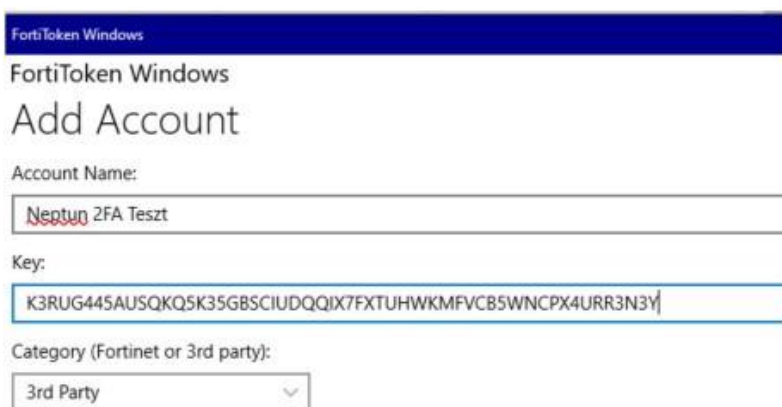 FortiToken Windows
FortiToken Windows
Add Account
Account Name:
Neptun 2FA Teszt
Key:
K3RUG445AUSQKQ5K35GBSCIUDQQIX7FXTUHWKMFVCB5WNCPX4URR3N3Y
Category (Fortinet or 3rd party):
3rd Party